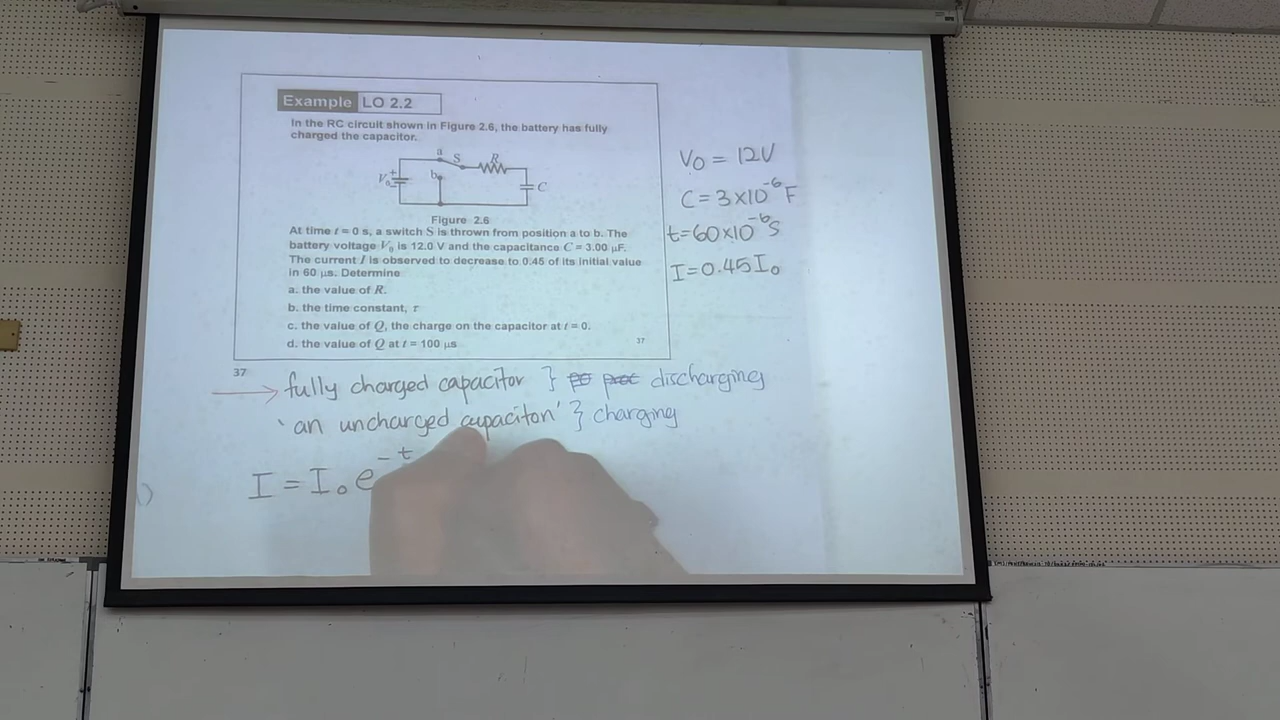 Example LO 2.2
In the RC circuit shown in Figure 2.6, the battery has fully
charged the capacitor.
a
S
R
V₀
+
b
C
Figure 2.6
At time t = 0 s, a switch S is thrown from position a to b. The
battery voltage V₀ is 12.0 V and the capacitance C = 3.00 μF.
The current I is observed to decrease to 0.45 of its initial value
in 60 μs. Determine
a. the value of R.
b. the time constant, τ
c. the value of Q, the charge on the capacitor at t = 0.
d. the value of Q at t = 100 μs
37
37
V₀ = 12V
C = 3×10⁻⁶ F
t = 60×10⁻⁶ s
I = 0.45 I₀
→ fully charged capacitor } discharging
' an uncharged capaciton' } charging
I = I₀ e^-t